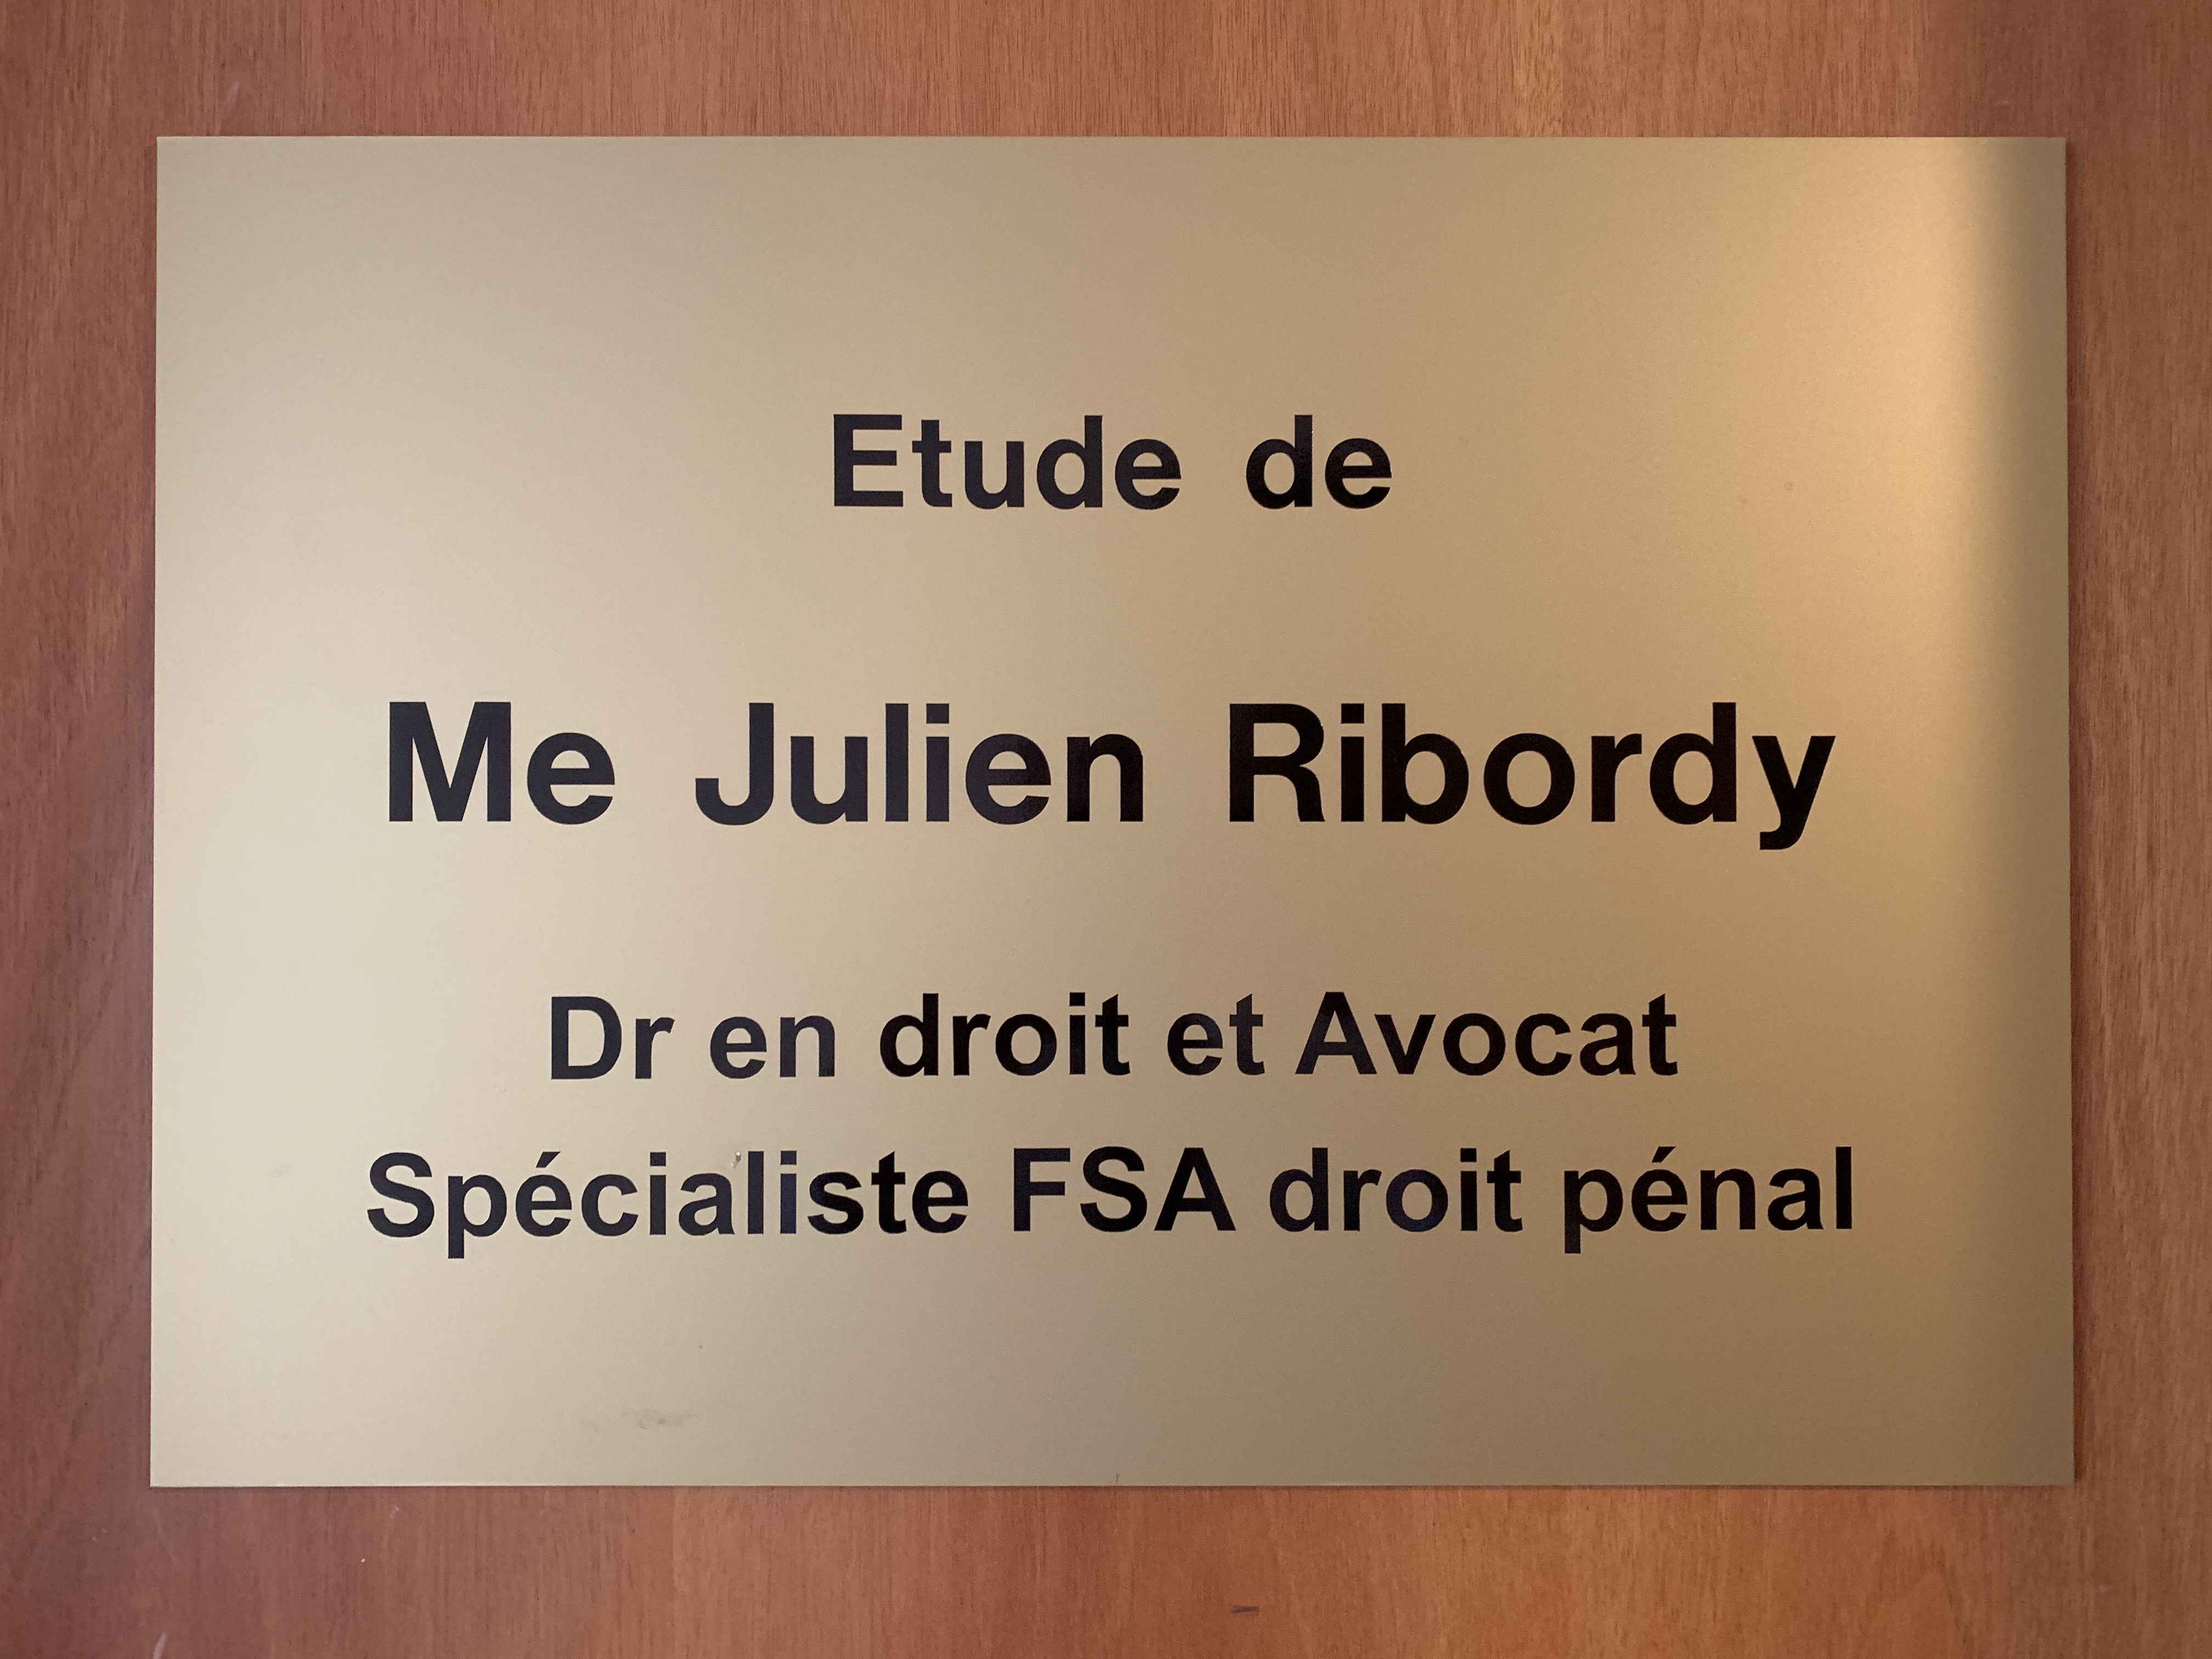 Etude de
Me Julien Ribordy
Dr en droit et Avocat
Spécialiste FSA droit pénal